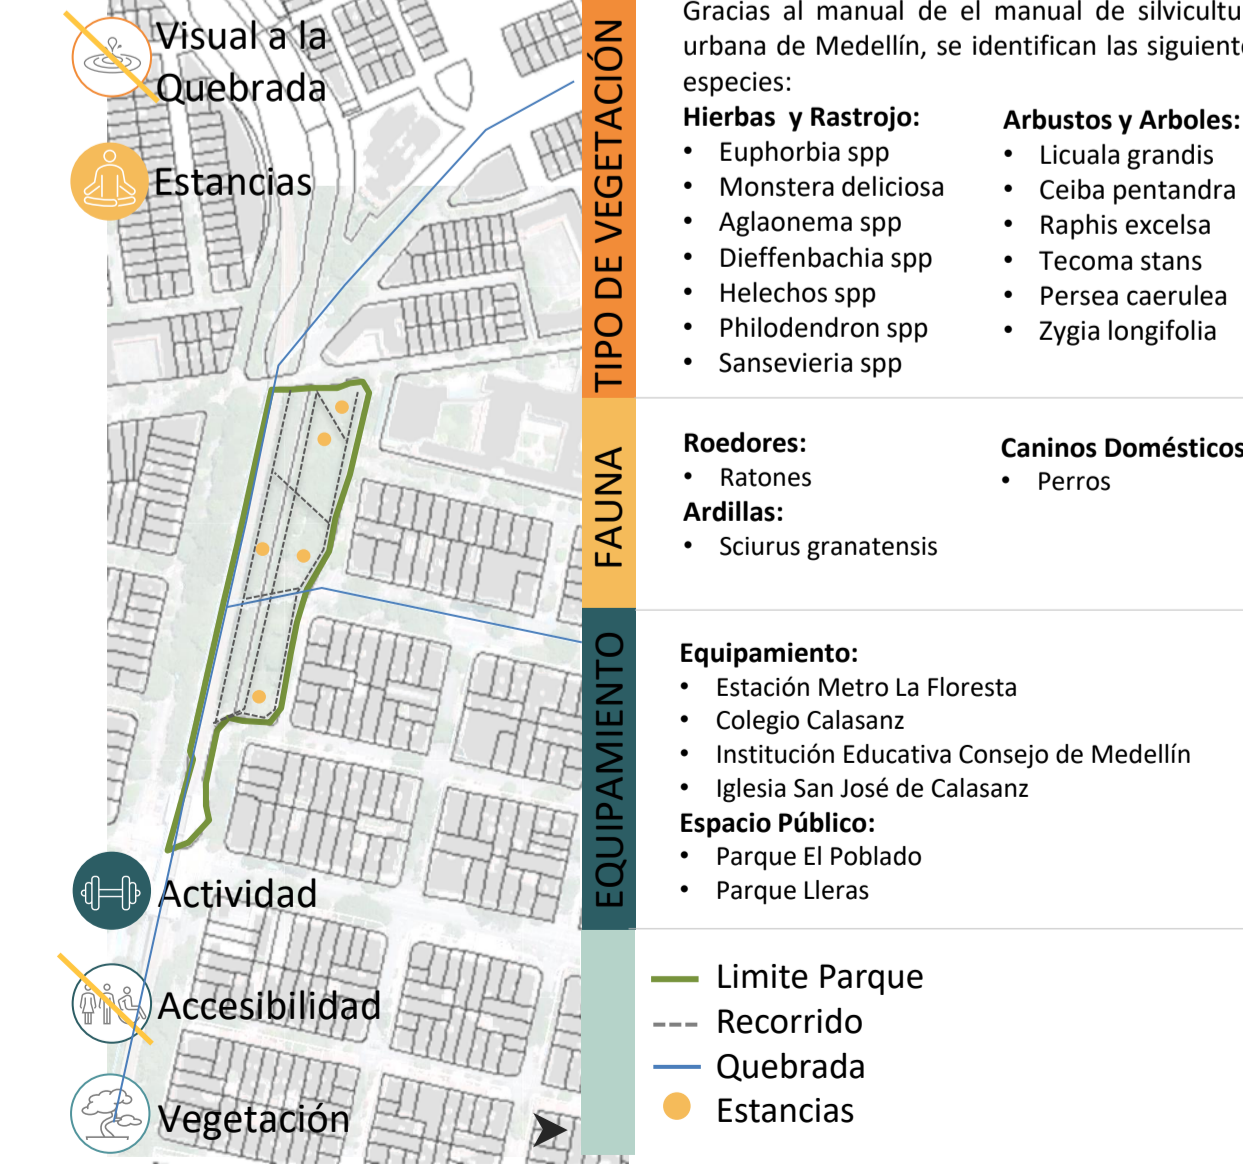 Visual a la
Quebrada
Estancias
Actividad
Accesibilidad
Vegetación
TIPO DE VEGETACIÓN
Gracias al manual de el manual de
urbana de Medellín, se identifican las
especies:
Hierbas y Rastrojo:
• Euphorbia spp
• Monstera deliciosa
• Aglaonema spp
• Dieffenbachia spp
• Helechos spp
• Philodendron spp
• Sansevieria spp
Arbustos y Arboles:
• Licuala grandis
• Ceiba pentandra
• Raphis excelsa
• Tecoma stans
• Persea caerulea
• Zygia longifolia
FAUNA
Roedores:
• Ratones
Ardillas:
• Sciurus granatensis
Caninos Domésticos
• Perros
EQUIPAMIENTO
Equipamiento:
• Estación Metro La Floresta
• Colegio Calasanz
• Institución Educativa Consejo de Medellín
• Iglesia San José de Calasanz
Espacio Público:
• Parque El Poblado
• Parque Lleras
Limite Parque
Recorrido
Quebrada
Estancias